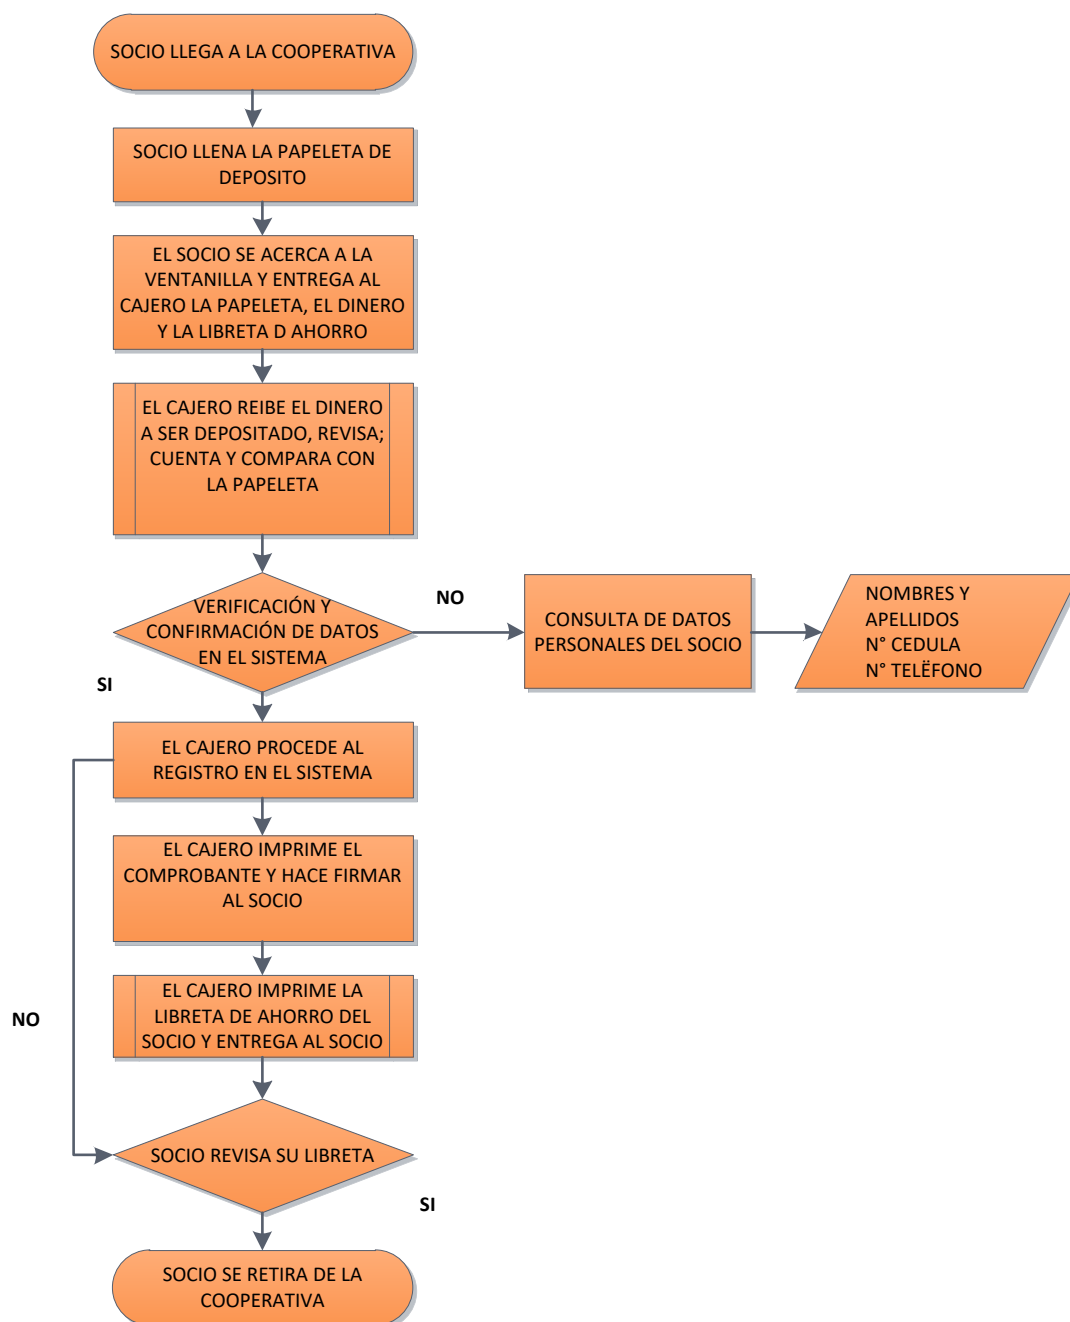 SOCIO LLEGA A LA COOPERATIVA
SOCIO LLENA LA PAPELETA DE
DEPOSITO
EL SOCIO SE ACERCA A LA
VENTANILLA Y ENTREGA AL
CAJERO LA PAPELETA, EL DINERO
Y LA LIBRETA D AHORRO
EL CAJERO REIBE EL DINERO
A SER DEPOSITADO, REVISA;
CUENTA Y COMPARA CON
LA PAPELETA
VERIFICACIÓN Y
CONFIRMACIÓN DE DATOS
EN EL SISTEMA
NO
CONSULTA DE DATOS
PERSONALES DEL SOCIO
NOMBRES Y
APELLIDOS
N° CEDULA
N° TELËFONO
SI
EL CAJERO PROCEDE AL
REGISTRO EN EL SISTEMA
EL CAJERO IMPRIME EL
COMPROBANTE Y HACE FIRMAR
AL SOCIO
EL CAJERO IMPRIME LA
LIBRETA DE AHORRO DEL
SOCIO Y ENTREGA AL SOCIO
NO
SOCIO REVISA SU LIBRETA
SI
SOCIO SE RETIRA DE LA
COOPERATIVA